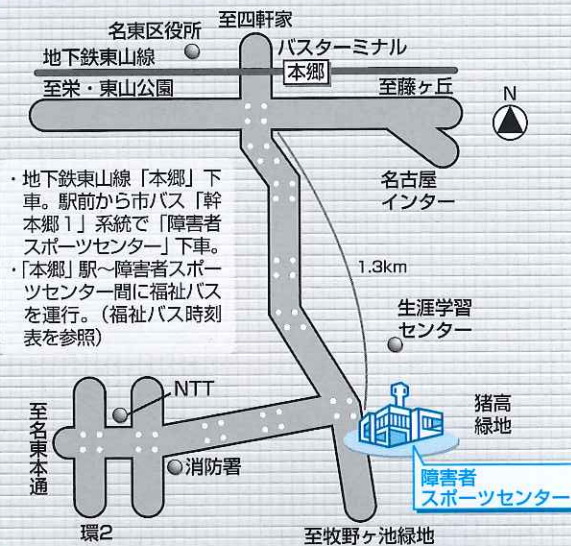 至四軒家
名東区役所
バスターミナル
地下鉄東山線
本郷
至栄・東山公園
至藤ヶ丘
N
名古屋
インター
・地下鉄東山線「本郷」下
車。駅前から市バス「幹
本郷1」系統で「障害者
スポーツセンター」下車。
・「本郷」駅〜障害者スポー
ツセンター間に福祉バス
を運行。(福祉バス時刻
表を参照)
1.3km
生涯学習
センター
NTT
至名東本通
消防署
猪高
緑地
障害者
スポーツセンター
環2
至牧野ヶ池緑地